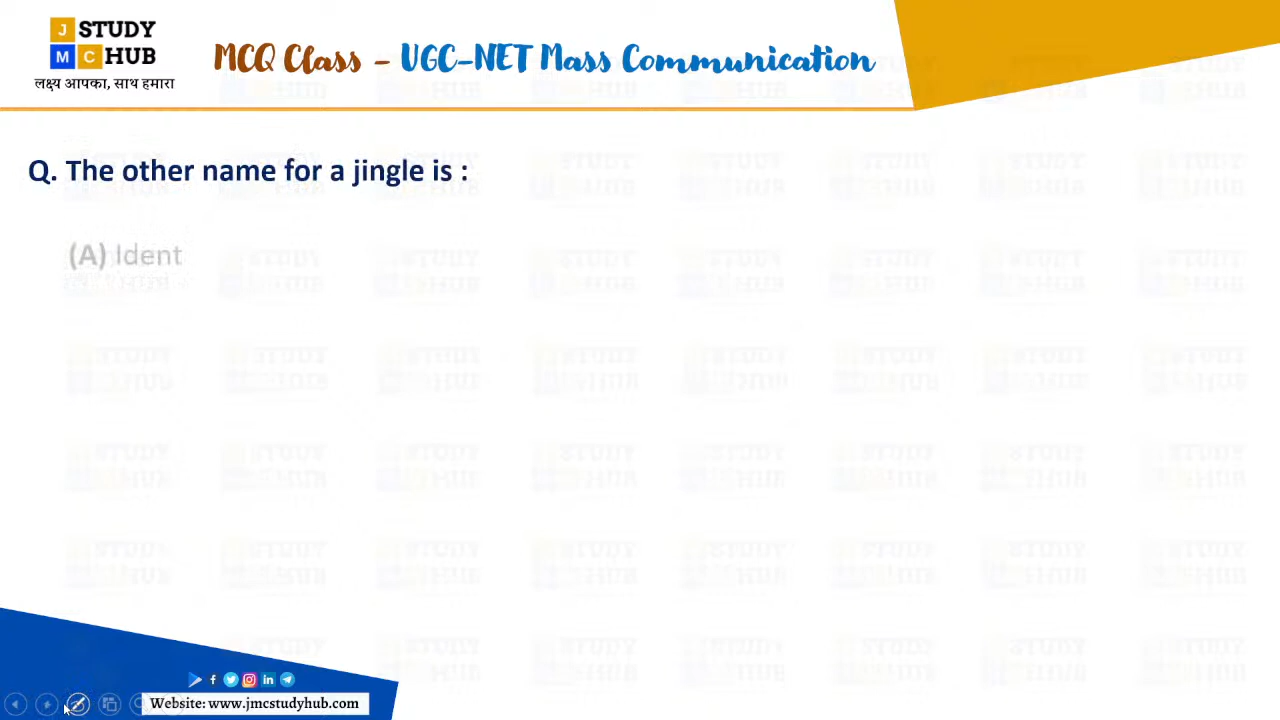 J STUDY
MC HUB
लक्ष्य आपका, साथ हमारा
MCQ Class - UGC-NET Mass Communication
Q. The other name for a jingle is :
(A) Ident
Website: www.jmcstudyhub.com